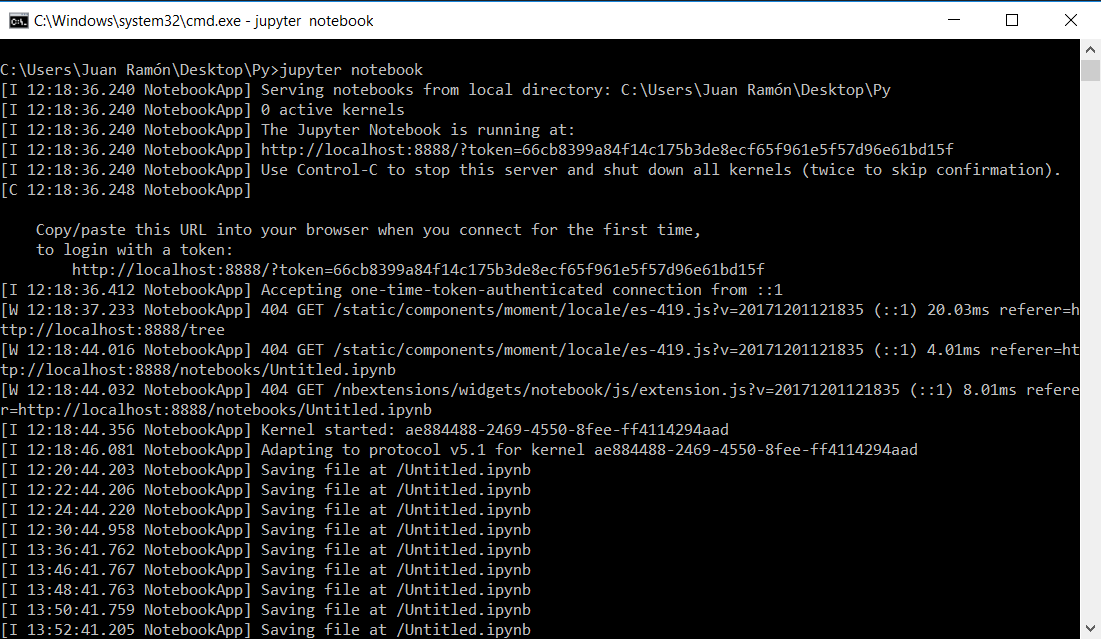 C:\Windows\system32\cmd.exe - jupyter  notebook
C:\Users\Juan Ramón\Desktop\Py>jupyter notebook
[I 12:18:36.240 NotebookApp] Serving notebooks from local directory: C:\Users\Juan Ramón\Desktop\Py
[I 12:18:36.240 NotebookApp] 0 active kernels
[I 12:18:36.240 NotebookApp] The Jupyter Notebook is running at:
[I 12:18:36.240 NotebookApp] http://localhost:8888/?token=66cb8399a84f14c175b3de8ecf65f961e5f57d96e61bd15f
[I 12:18:36.240 NotebookApp] Use Control-C to stop this server and shut down all kernels (twice to skip confirmation).
[C 12:18:36.248 NotebookApp]
Copy/paste this URL into your browser when you connect for the first time,
to login with a token:
http://localhost:8888/?token=66cb8399a84f14c175b3de8ecf65f961e5f57d96e61bd15f
[I 12:18:36.412 NotebookApp] Accepting one-time-token-authenticated connection from ::1
[W 12:18:37.233 NotebookApp] 404 GET /static/components/moment/locale/es-419.js?v=20171201121835 (::1) 20.03ms referer=h
ttp://localhost:8888/tree
[W 12:18:44.016 NotebookApp] 404 GET /static/components/moment/locale/es-419.js?v=20171201121835 (::1) 4.01ms referer=ht
tp://localhost:8888/notebooks/Untitled.ipynb
[W 12:18:44.032 NotebookApp] 404 GET /nbextensions/widgets/notebook/js/extension.js?v=20171201121835 (::1) 8.01ms refere
r=http://localhost:8888/notebooks/Untitled.ipynb
[I 12:18:44.356 NotebookApp] Kernel started: ae884488-2469-4550-8fee-ff4114294aad
[I 12:18:46.081 NotebookApp] Adapting to protocol v5.1 for kernel ae884488-2469-4550-8fee-ff4114294aad
[I 12:20:44.203 NotebookApp] Saving file at /Untitled.ipynb
[I 12:22:44.206 NotebookApp] Saving file at /Untitled.ipynb
[I 12:24:44.220 NotebookApp] Saving file at /Untitled.ipynb
[I 12:30:44.958 NotebookApp] Saving file at /Untitled.ipynb
[I 13:36:41.762 NotebookApp] Saving file at /Untitled.ipynb
[I 13:46:41.767 NotebookApp] Saving file at /Untitled.ipynb
[I 13:48:41.763 NotebookApp] Saving file at /Untitled.ipynb
[I 13:50:41.759 NotebookApp] Saving file at /Untitled.ipynb
[I 13:52:41.205 NotebookApp] Saving file at /Untitled.ipynb